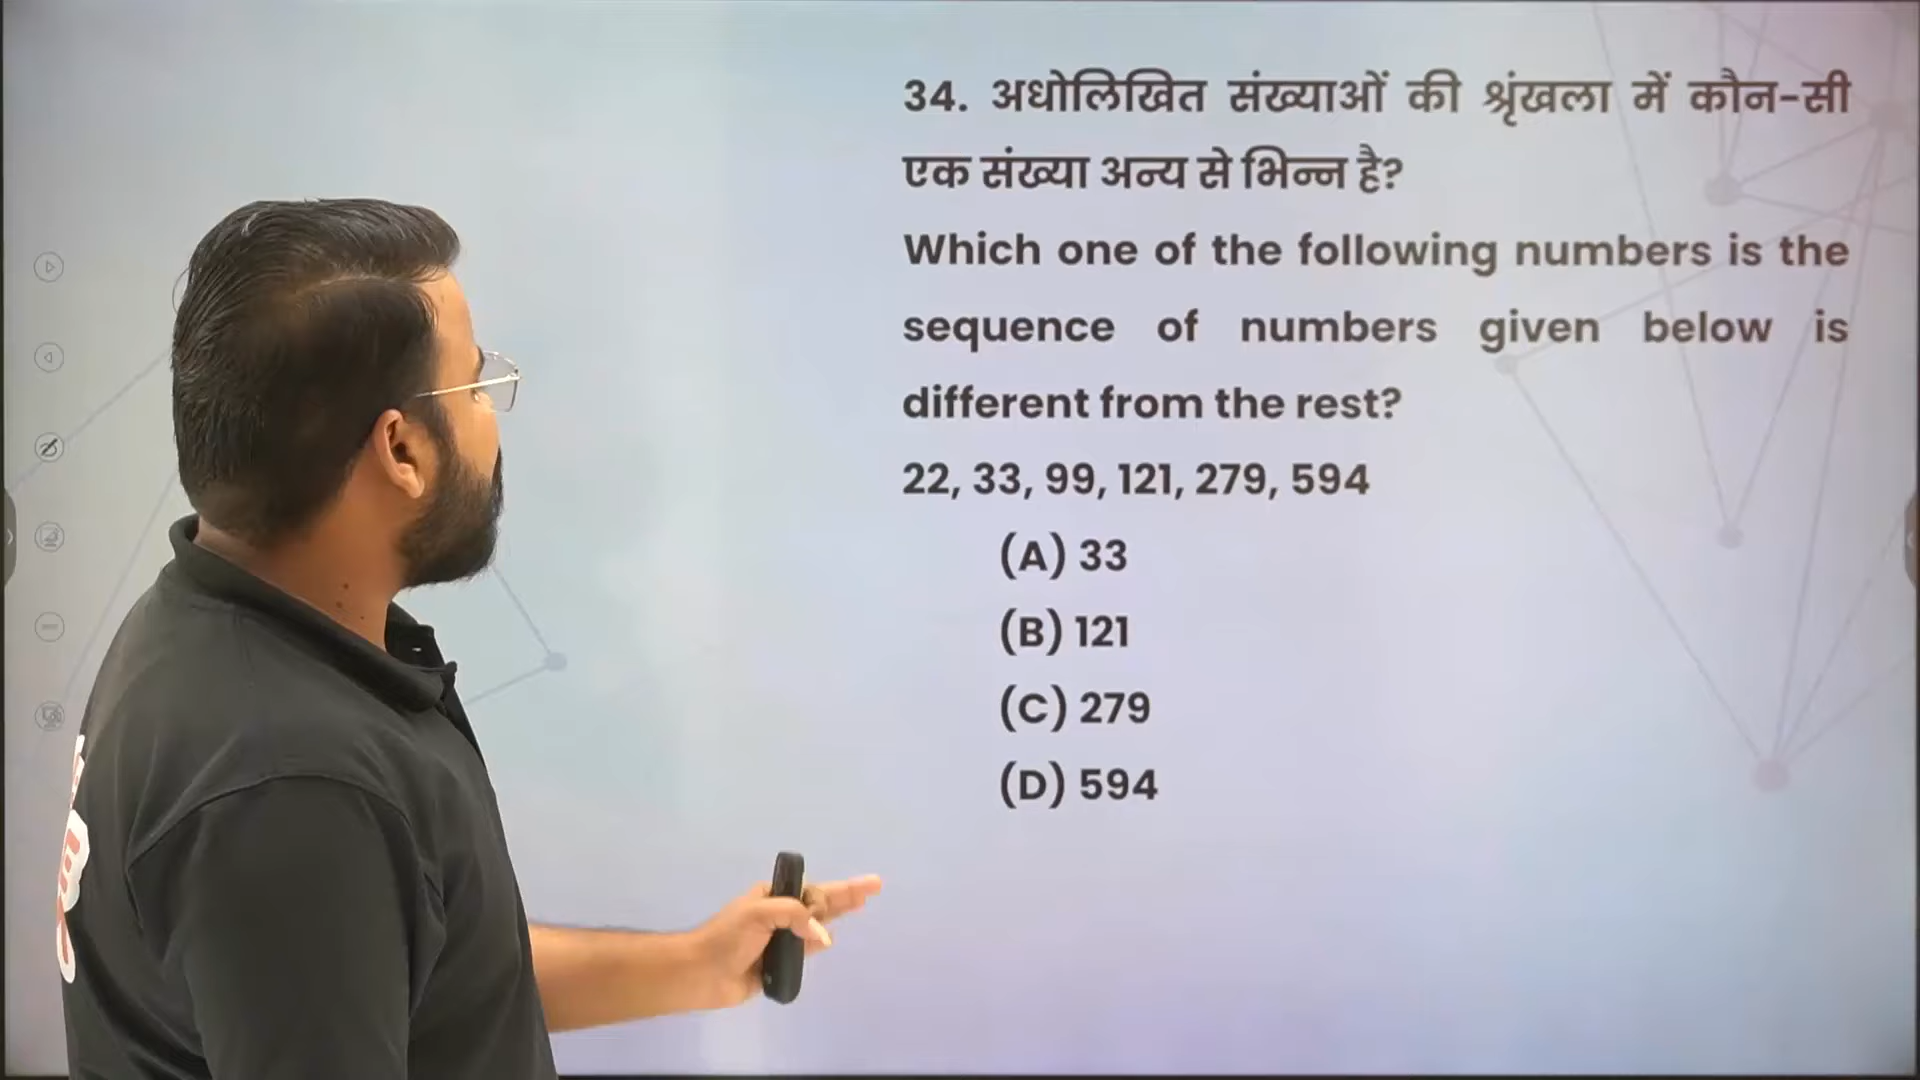 34. अधोलिखित संख्याओं की श्रृंखला में कौन-सी
एक संख्या अन्य से भिन्न है?
Which one of the following numbers is the
sequence of numbers given below is
different from the rest?
22, 33, 99, 121, 279, 594
(A) 33
(B) 121
(C) 279
(D) 594